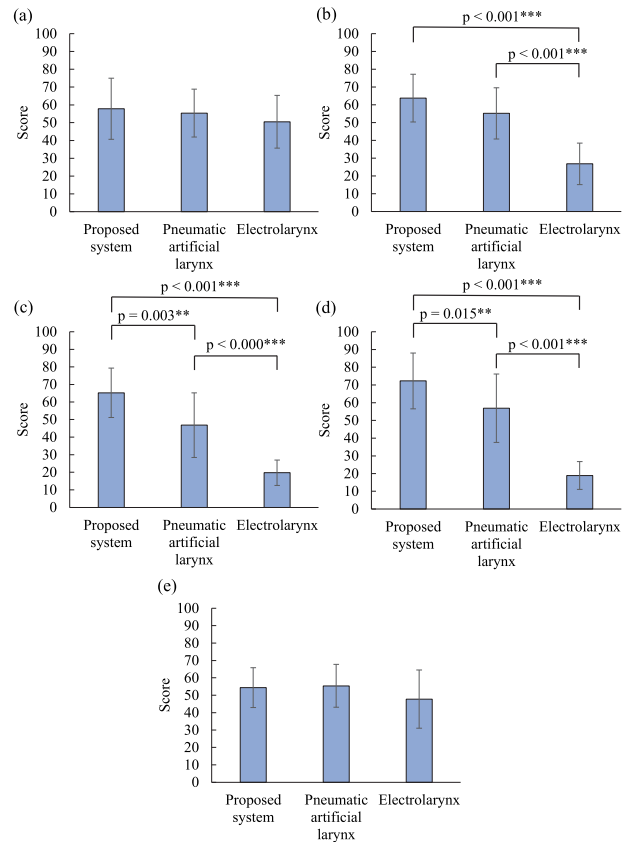 (a)
100
90
80
70
60
50
40
30
20
10
0
Score
Proposed system
Pneumatic artificial larynx
Electrolarynx
(b)
p < 0.001***
p < 0.001***
100
90
80
70
60
50
40
30
20
10
0
Score
Proposed system
Pneumatic artificial larynx
Electrolarynx
(c)
p < 0.001***
p = 0.003**
p < 0.000***
100
90
80
70
60
50
40
30
20
10
0
Score
Proposed system
Pneumatic artificial larynx
Electrolarynx
(d)
p < 0.001***
p = 0.015**
p < 0.001***
100
90
80
70
60
50
40
30
20
10
0
Score
Proposed system
Pneumatic artificial larynx
Electrolarynx
(e)
100
90
80
70
60
50
40
30
20
10
0
Score
Proposed system
Pneumatic artificial larynx
Electrolarynx